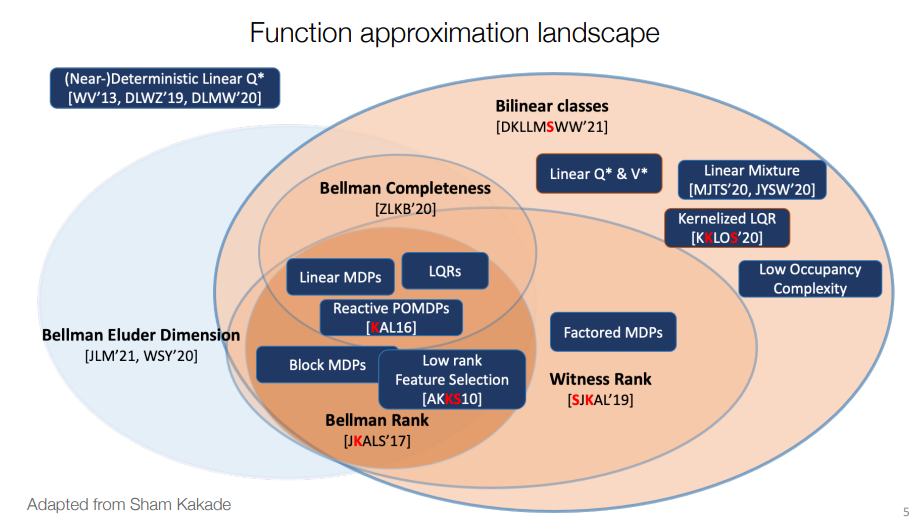 Function approximation landscape
(Near-)Deterministic Linear Q*
[WV'13, DLWZ'19, DLMW'20]
Bilinear classes
[DKLLMSWW'21]
Linear Q* & V*
Linear Mixture
[MJTS'20, JYSW'20]
Bellman Completeness
[ZLKB'20]
Kernelized LQR
[KKLOS'20]
Linear MDPs
LQRs
Low Occupancy
Complexity
Reactive POMDPs
[KAL16]
Factored MDPs
Bellman Eluder Dimension
[JLM'21, WSY'20]
Block MDPs
Low rank
Feature Selection
[AKKS10]
Witness Rank
[SJKAL'19]
Bellman Rank
[JKALS'17]
Adapted from Sham Kakade
5